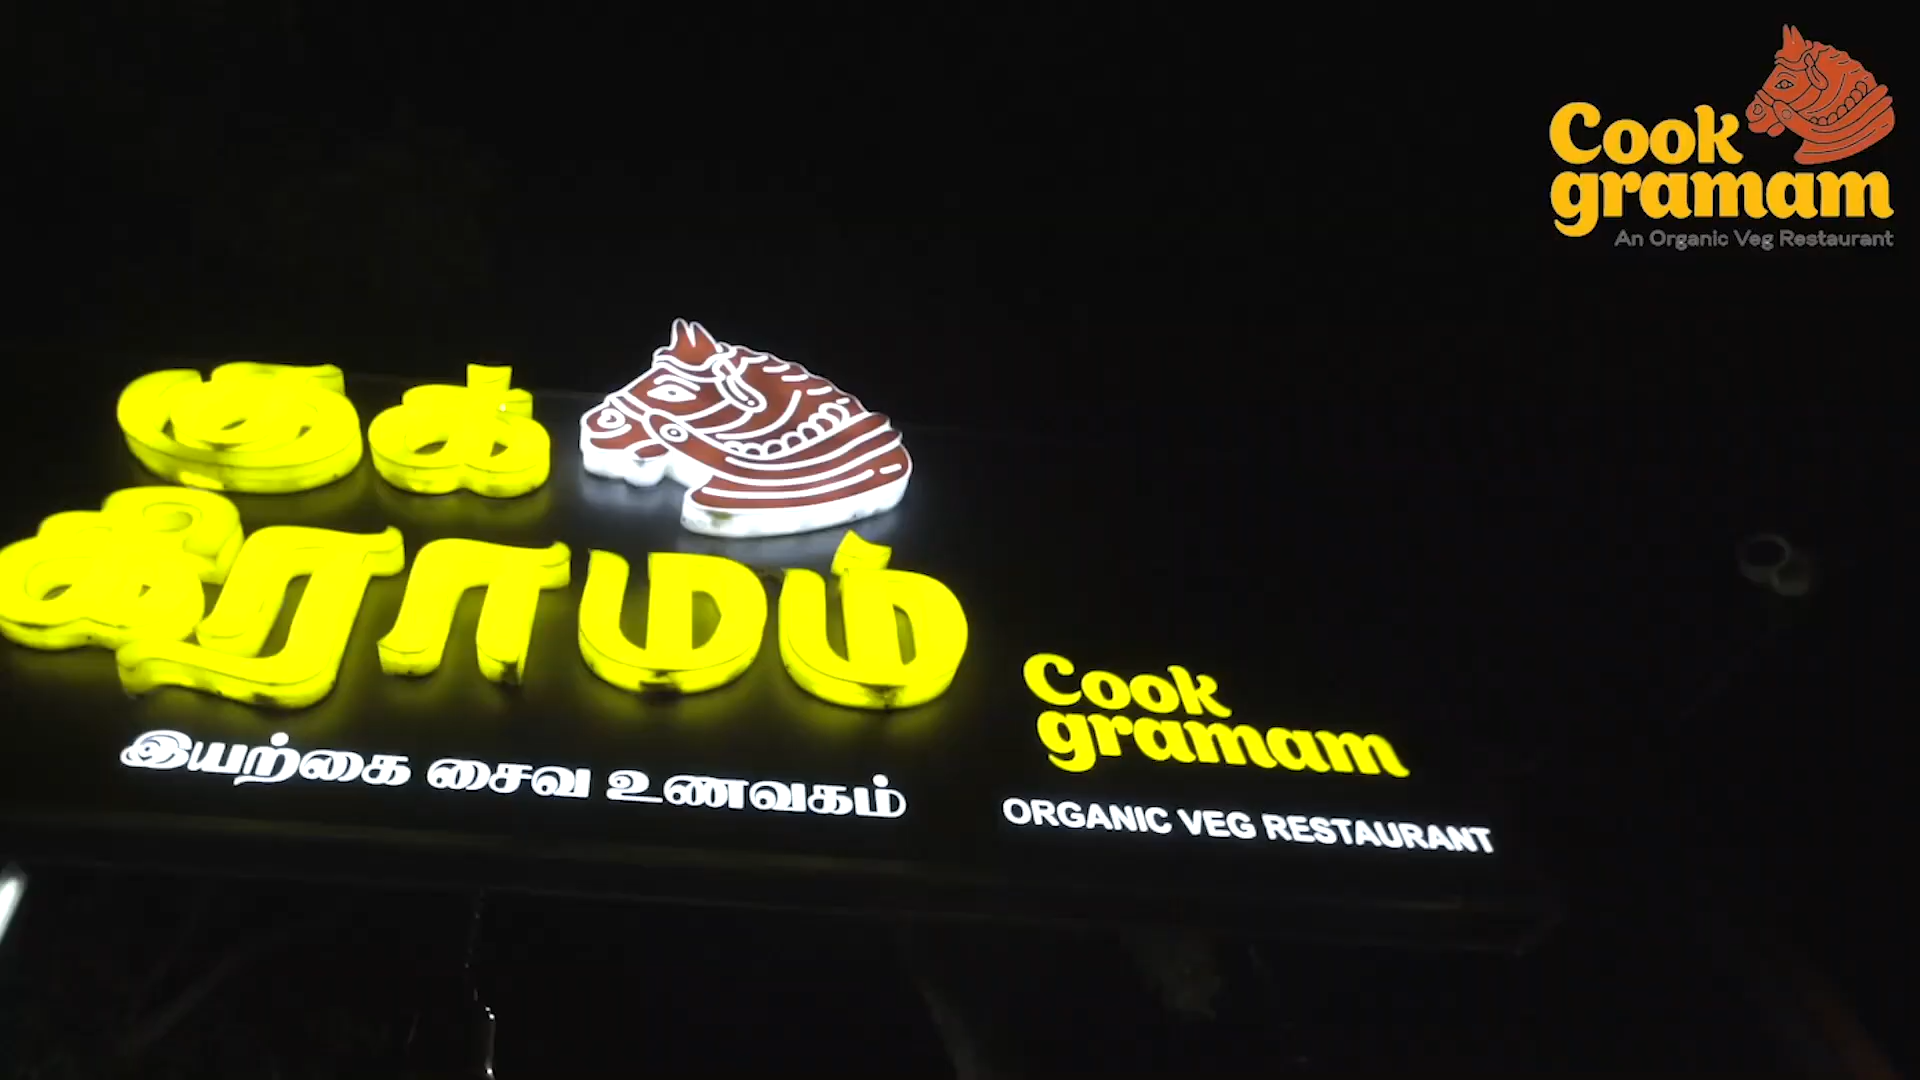 Cook
gramam
An Organic Veg Restaurant
குக்
கிராமம்
இயற்கை சைவ உணவகம்
Cook
gramam
ORGANIC VEG RESTAURANT